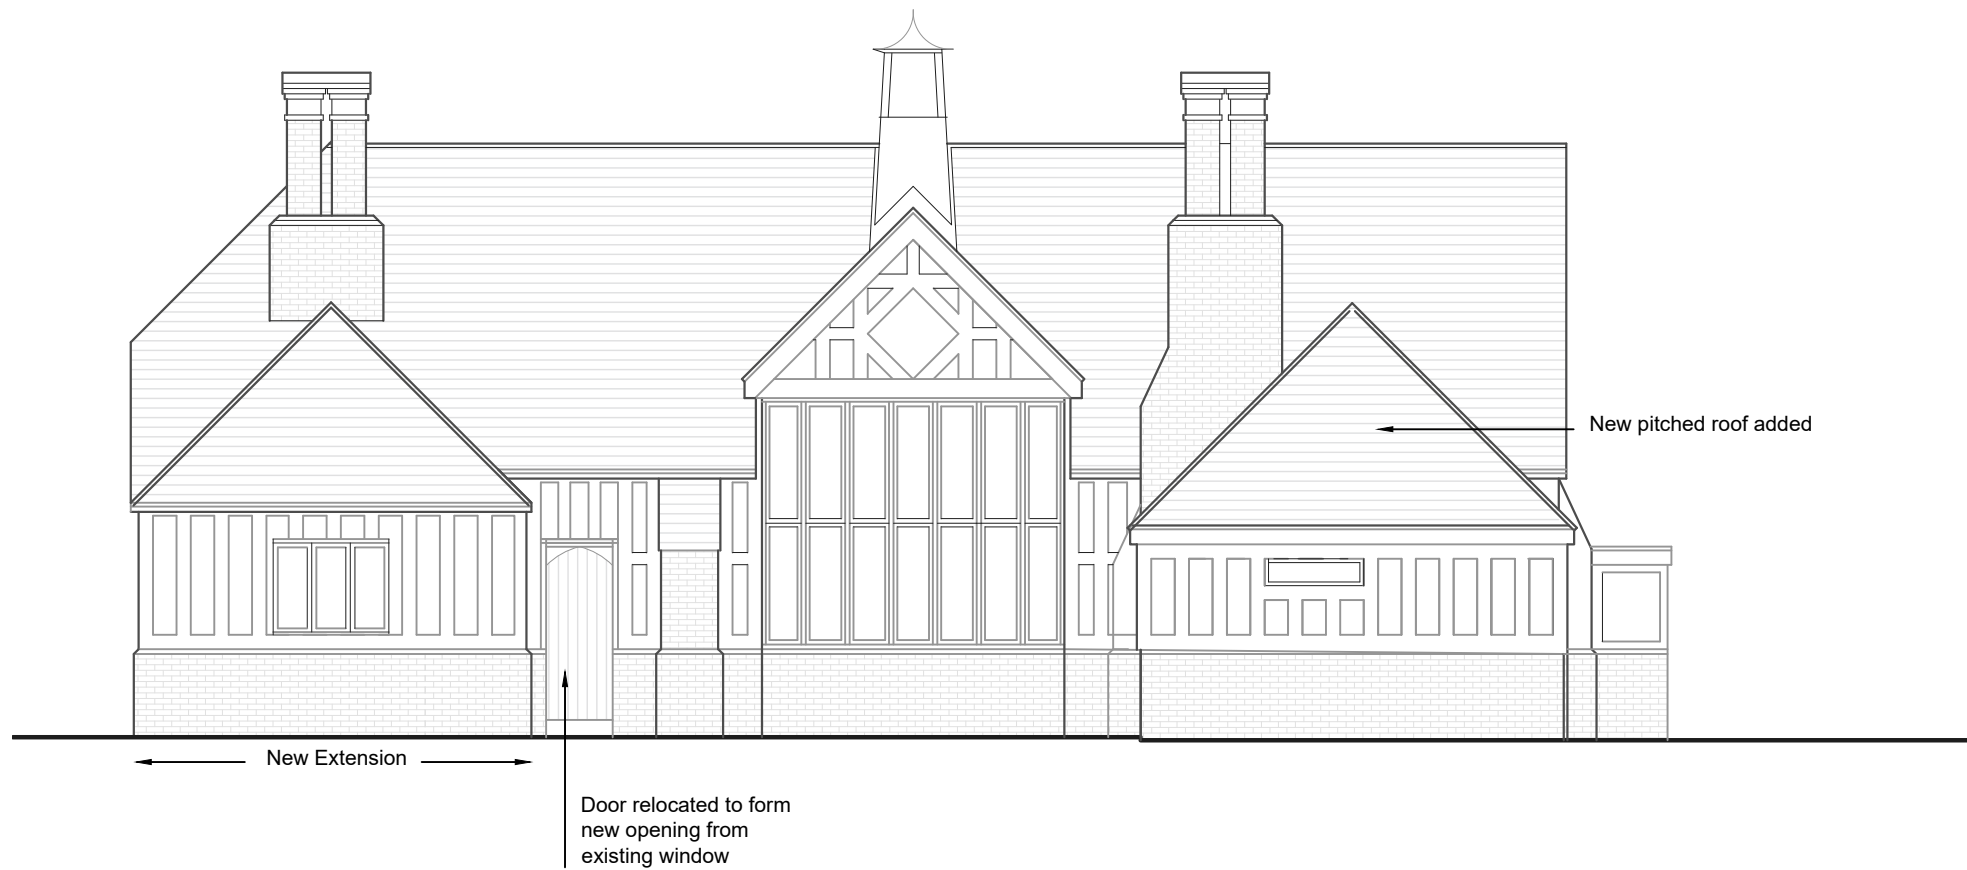 New pitched roof added
New Extension
Door relocated to form
new opening from
existing window